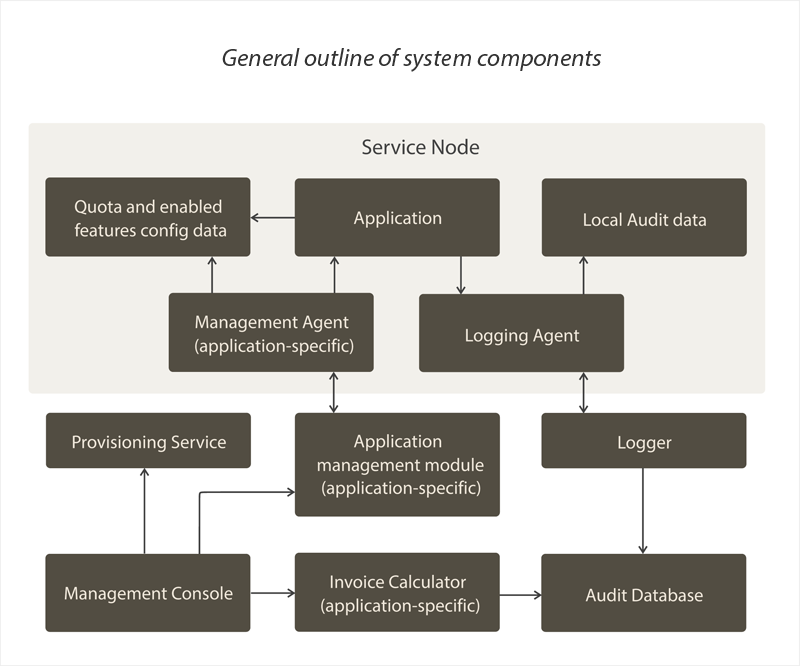 General outline of system components
Service Node
Quota and enabled
features config data
Application
Local Audit data
Management Agent
(application-specific)
Logging Agent
Provisioning Service
Application
management module
(application-specific)
Logger
Management Console
Invoice Calculator
(application-specific)
Audit Database